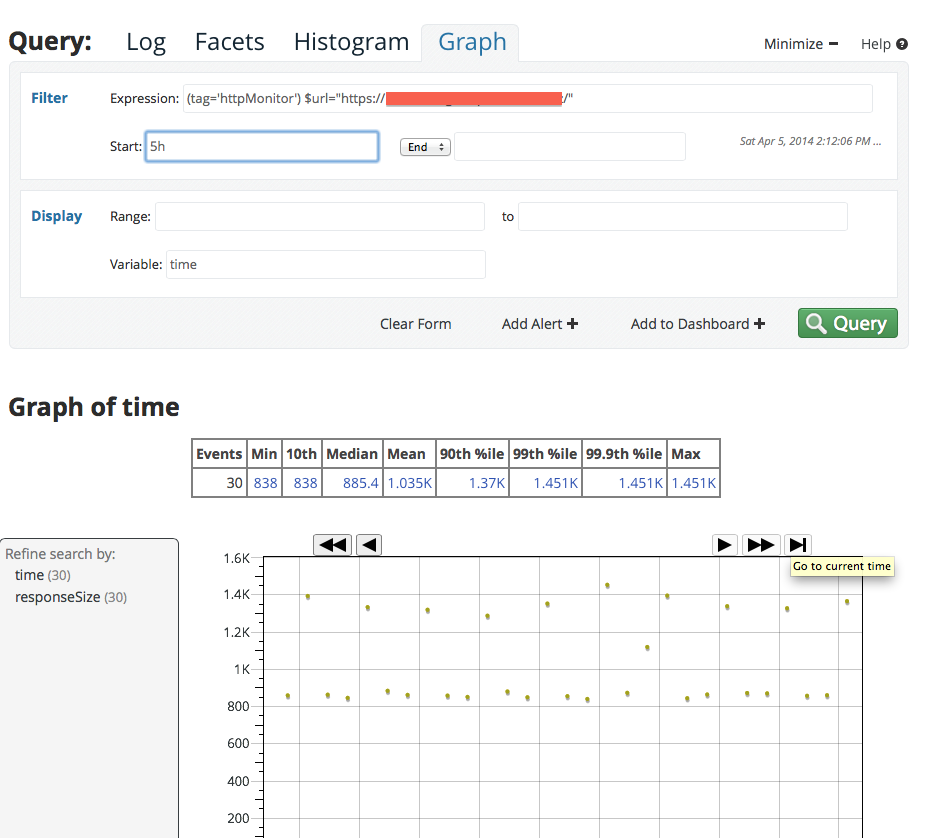 Query: Log Facets Histogram Graph Minimize Help
Filter Expression: (tag='httpMonitor') $url="https:// /"
Start: 5h End Sat Apr 5, 2014 2:12:06 PM ...
Display Range: to
Variable: time
Clear Form Add Alert Add to Dashboard Query
Graph of time
Events Min 10th Median Mean 90th %ile 99th %ile 99.9th %ile Max
30 838 838 885.4 1.035K 1.37K 1.451K 1.451K 1.451K
Refine search by:
time (30)
responseSize (30)
Go to current time
1.6K
1.4K
1.2K
1K
800
600
400
200